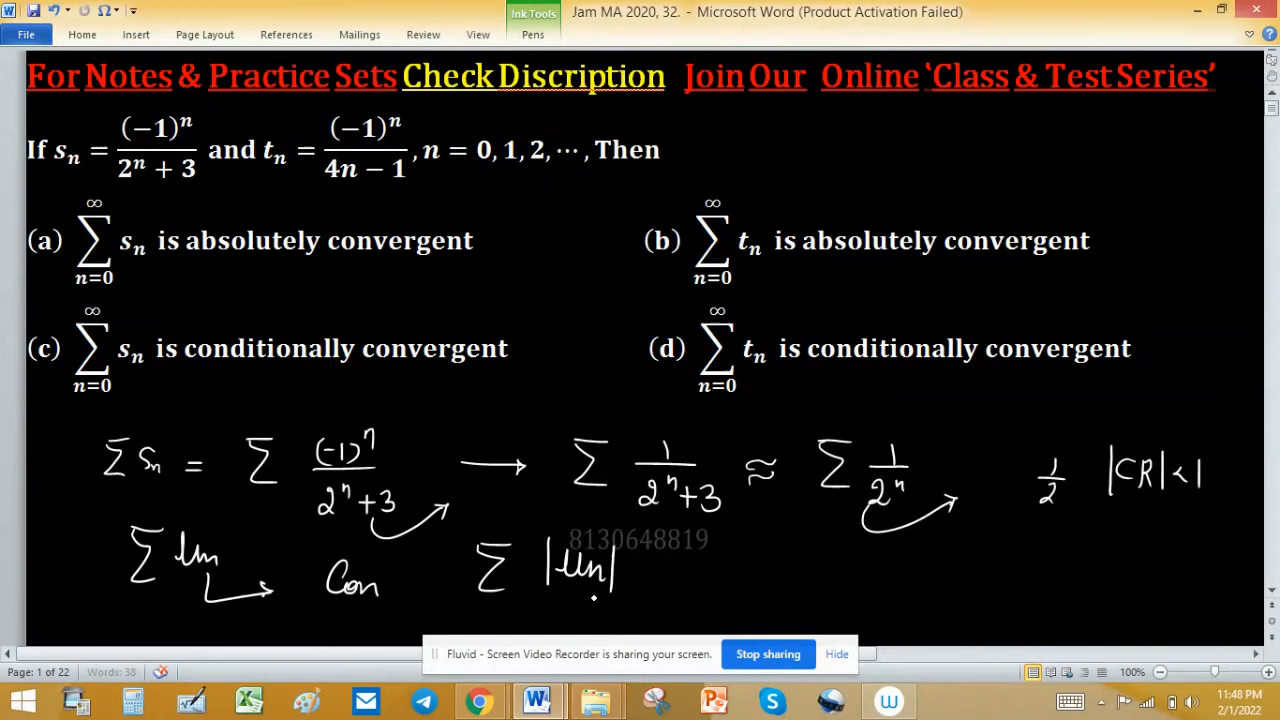 Ink Tools
Jam MA 2020, 32. - Microsoft Word (Product Activation Failed)
File Home Insert Page Layout References Mailings Review View Pens
For Notes & Practice Sets Check Discription Join Our Online 'Class & Test Series'
If sₙ = (−1)ⁿ/(2ⁿ + 3) and tₙ = (−1)ⁿ/(4n − 1), n = 0, 1, 2, ⋯, Then
(a) ∑_{n=0}^{∞} sₙ is absolutely convergent (b) ∑_{n=0}^{∞} tₙ is absolutely convergent
(c) ∑_{n=0}^{∞} sₙ is conditionally convergent (d) ∑_{n=0}^{∞} tₙ is conditionally convergent
∑ Sₙ = ∑ (-1)ⁿ/(2ⁿ+3) → ∑ 1/(2ⁿ+3) ≈ ∑ 1/2ⁿ 1/2 |CR| < 1
8130648819
∑ Uₙ → Con ∑ |Uₙ|
Fluvid - Screen Video Recorder is sharing your screen. Stop sharing Hide
Page: 1 of 22 Words: 38 100%
11:48 PM
2/1/2022